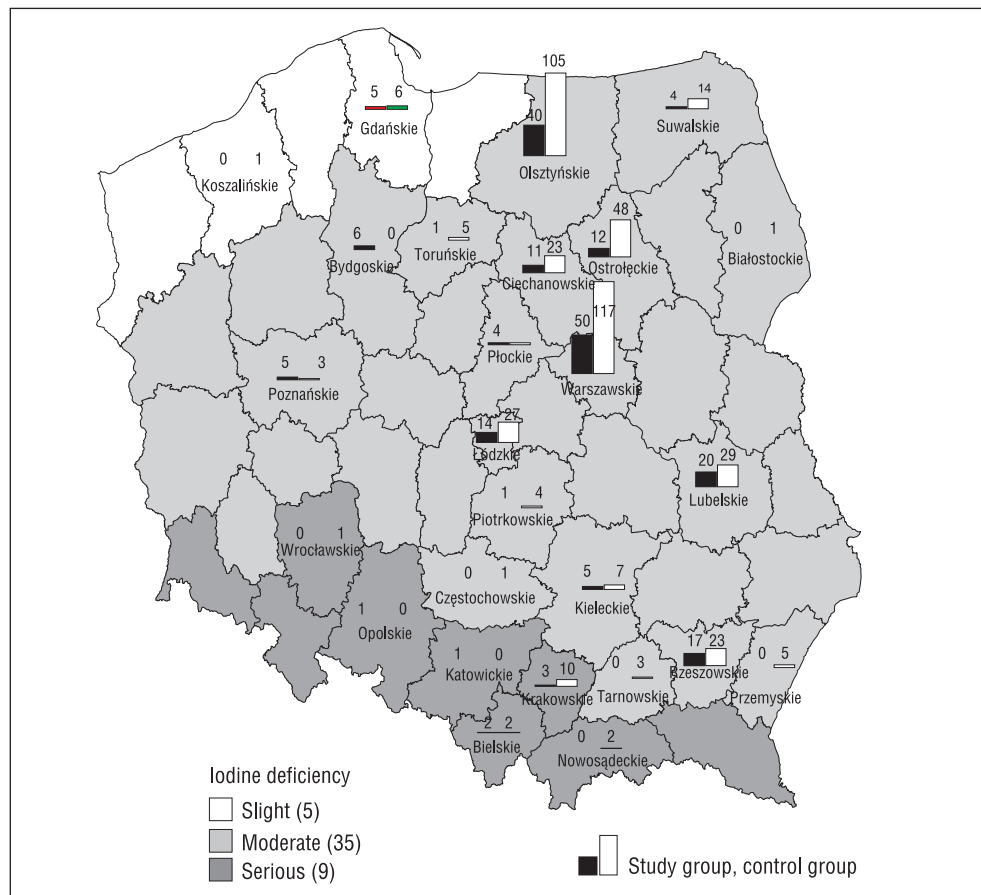 105
5 6
Gdańskie
40
Olsztyńskie
4 14
Suwalskie
0 1
Koszalińskie
6 0
Bydgoskie
1 5
Toruńskie
11 23
Ciechanowskie
12 48
Ostrołęckie
0 1
Białostockie
4
Płockie
50 117
Warszawskie
5 3
Poznańskie
14 27
Łódzkie
20 29
Lubelskie
1 4
Piotrkowskie
0 1
Wrocławskie
0 1
Częstochowskie
5 7
Kieleckie
1 0
Opolskie
1 0
Katowickie
3 10
Krakowskie
0 3
Tarnowskie
17 23
Rzeszowskie
0 5
Przemyskie
2 2
Bielskie
0 2
Nowosądeckie
Iodine deficiency
Slight (5)
Moderate (35)
Serious (9)
Study group, control group